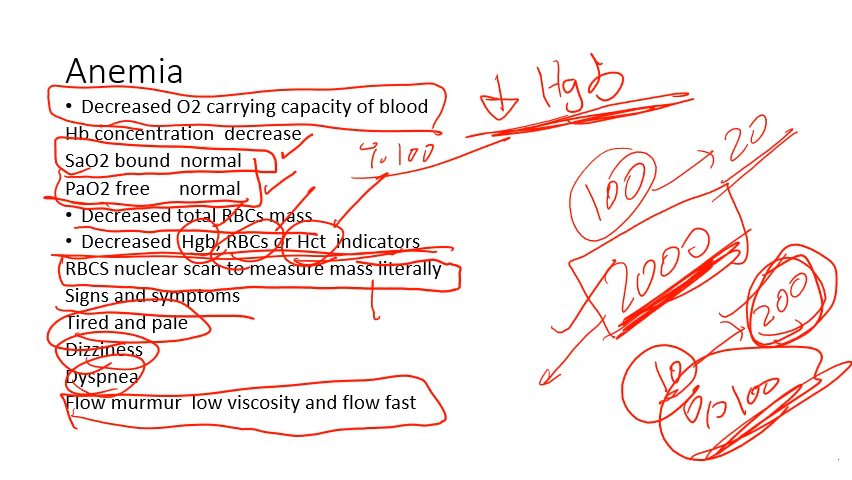 Anemia
• Decreased O2 carrying capacity of blood
Hb concentration decrease
SaO2 bound normal
PaO2 free normal
• Decreased total RBCs mass
• Decreased Hgb, RBCs or Hct indicators
RBCS nuclear scan to measure mass literally
Signs and symptoms
Tired and pale
Dizziness
Dyspnea
Flow murmur low viscosity and flow fast
↓ Hgb
100 → 20
2000
200
10